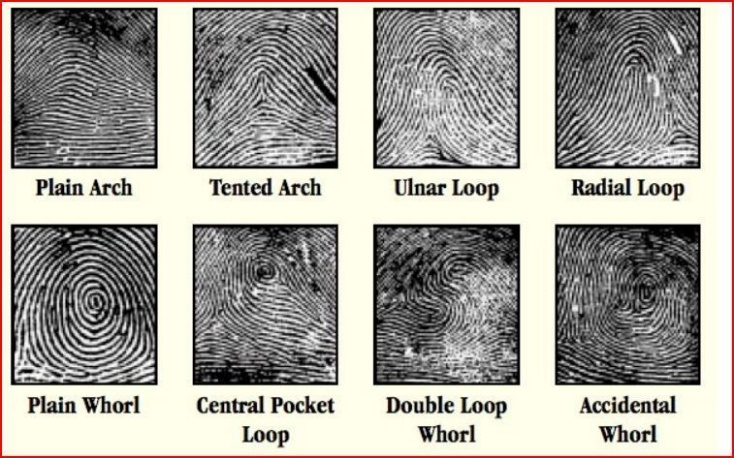 Plain Arch
Tented Arch
Ulnar Loop
Radial Loop
Plain Whorl
Central Pocket
Loop
Double Loop
Whorl
Accidental
Whorl